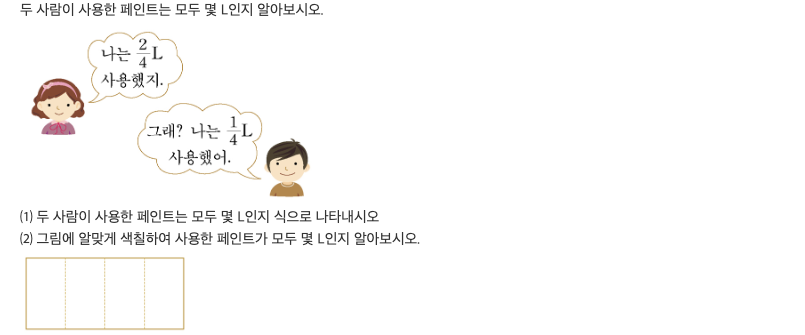 두 사람이 사용한 페인트는 모두 몇 L인지 알아보시오.
나는 2/4 L
사용했지.
그래? 나는 1/4 L
사용했어.
(1) 두 사람이 사용한 페인트는 모두 몇 L인지 식으로 나타내시오
(2) 그림에 알맞게 색칠하여 사용한 페인트가 모두 몇 L인지 알아보시오.